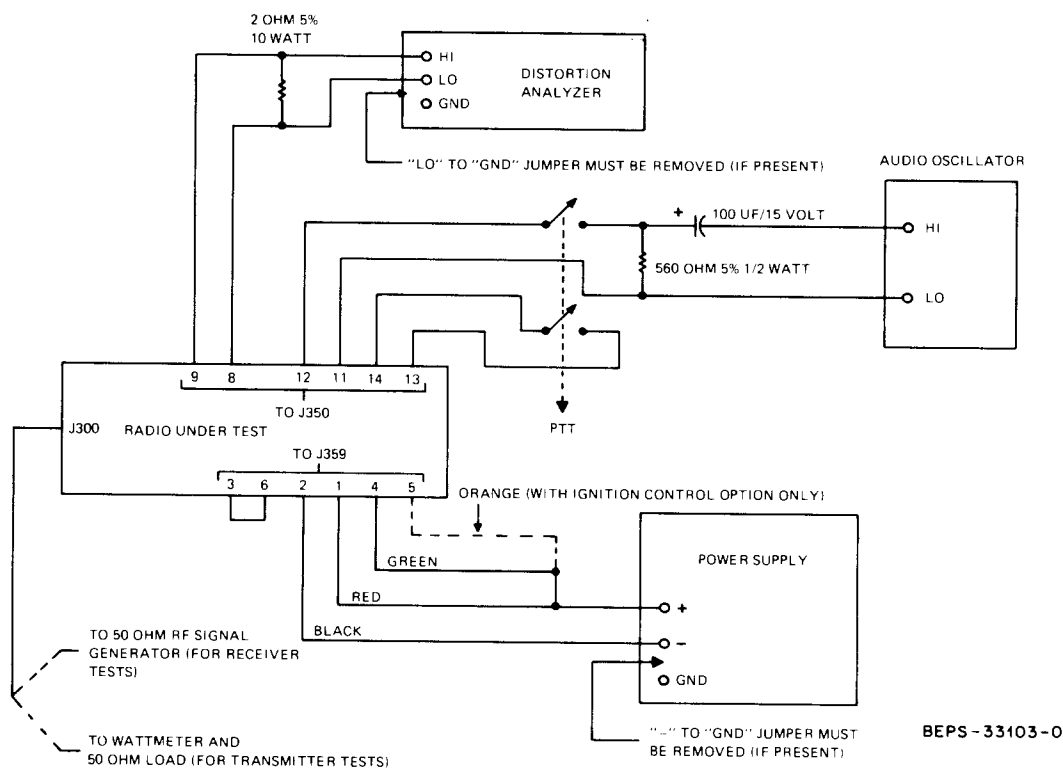 2 OHM 5%
10 WATT
HI
LO
GND
DISTORTION
ANALYZER
"LO" TO "GND" JUMPER MUST BE REMOVED (IF PRESENT)
AUDIO OSCILLATOR
+
100 UF/15 VOLT
HI
560 OHM 5% 1/2 WATT
LO
9 8 12 11 14 13
TO J350
PTT
J300
RADIO UNDER TEST
TO J359
3 6 2 1 4 5
ORANGE (WITH IGNITION CONTROL OPTION ONLY)
GREEN
RED
BLACK
POWER SUPPLY
+
−
GND
TO 50 OHM RF SIGNAL
GENERATOR (FOR RECEIVER
TESTS)
TO WATTMETER AND
50 OHM LOAD (FOR TRANSMITTER TESTS)
"−" TO "GND" JUMPER MUST
BE REMOVED (IF PRESENT)
BEPS-33103-O